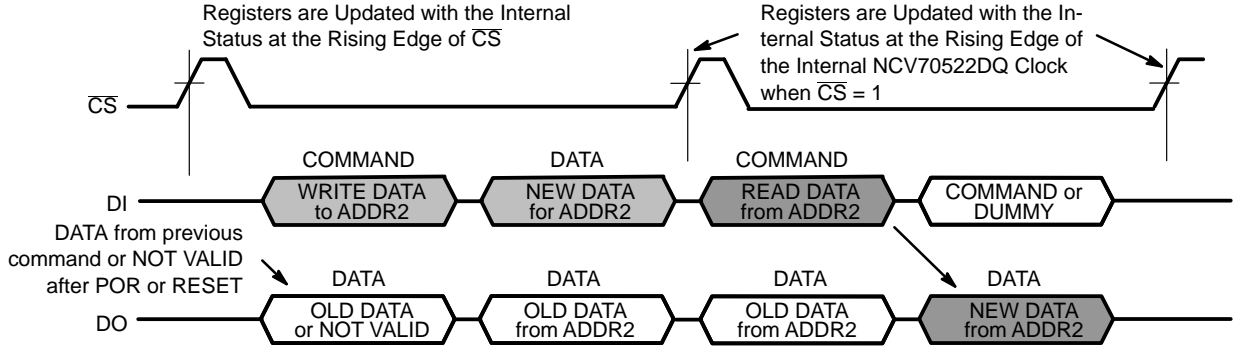 Registers are Updated with the Internal
Status at the Rising Edge of CS
Registers are Updated with the In-
ternal Status at the Rising Edge of
the Internal NCV70522DQ Clock
when CS = 1
CS
COMMAND
DATA
COMMAND
DI
WRITE DATA
to ADDR2
NEW DATA
for ADDR2
READ DATA
from ADDR2
COMMAND or
DUMMY
DATA from previous
command or NOT VALID
after POR or RESET
DATA
DATA
DATA
DATA
DO
OLD DATA
or NOT VALID
OLD DATA
from ADDR2
OLD DATA
from ADDR2
NEW DATA
from ADDR2